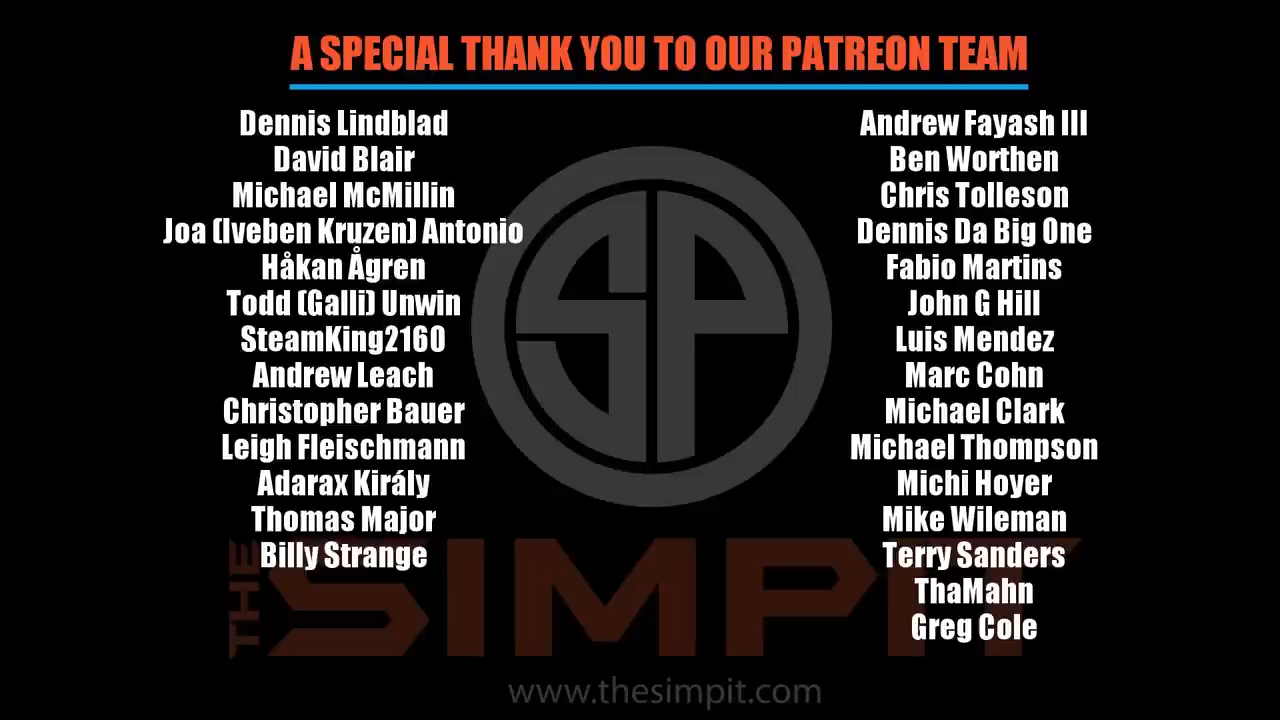 A SPECIAL THANK YOU TO OUR PATREON TEAM
Dennis Lindblad
David Blair
Michael McMillin
Joa (Iveben Kruzen) Antonio
Håkan Ågren
Todd (Galli) Unwin
SteamKing2160
Andrew Leach
Christopher Bauer
Leigh Fleischmann
Adarax Király
Thomas Major
Billy Strange
Andrew Fayash III
Ben Worthen
Chris Tolleson
Dennis Da Big One
Fabio Martins
John G Hill
Luis Mendez
Marc Cohn
Michael Clark
Michael Thompson
Michi Hoyer
Mike Wileman
Terry Sanders
ThaMahn
Greg Cole
SP
THE SIMPIT
www.thesimpit.com